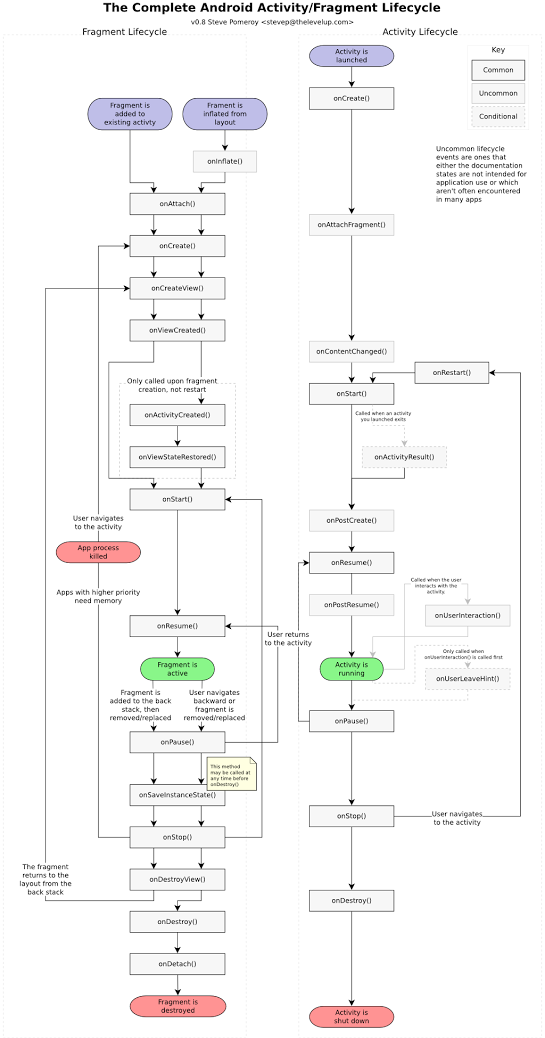 The Complete Android Activity/Fragment Lifecycle
v0.8 Steve Pomeroy <stevep@thelevelup.com>
Fragment Lifecycle
Fragment is
added to
existing activty
Frament is
inflated from
layout
onInflate()
onAttach()
onCreate()
onCreateView()
onViewCreated()
Only called upon fragment
creation, not restart
onActivityCreated()
onViewStateRestored()
onStart()
User navigates
to the activity
App process
killed
Apps with higher priority
need memory
onResume()
Fragment is
active
Fragment is
added to the back
stack, then
removed/replaced
User navigates
backward or
fragment is
removed/replaced
onPause()
This method
may be called at
any time before
onDestroy()
onSaveInstanceState()
onStop()
The fragment
returns to the
layout from the
back stack
onDestroyView()
onDestroy()
onDetach()
Fragment is
destroyed
User returns
to the activity
Activity Lifecycle
Activity is
launched
onCreate()
Key
Common
Uncommon
Conditional
Uncommon lifecycle
events are ones that
either the documentation
states are not intended for
application use or which
aren't often encountered
in many apps
onAttachFragment()
onContentChanged()
onRestart()
onStart()
Called when an activity
you launched exits
onActivityResult()
onPostCreate()
onResume()
Called when the user
interacts with the
activity.
onPostResume()
onUserInteraction()
Only called when
onUserInteraction() is called first
Activity is
running
onUserLeaveHint()
onPause()
onStop()
User navigates
to the activity
onDestroy()
Activity is
shut down